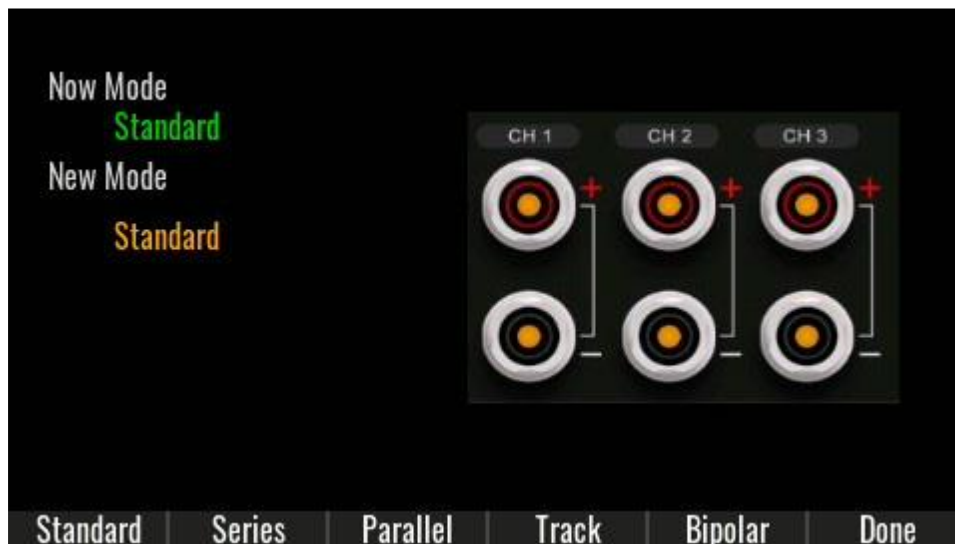 Now Mode
Standard
New Mode
Standard
CH 1 CH 2 CH 3
+ + +
- - -
Standard Series Parallel Track Bipolar Done